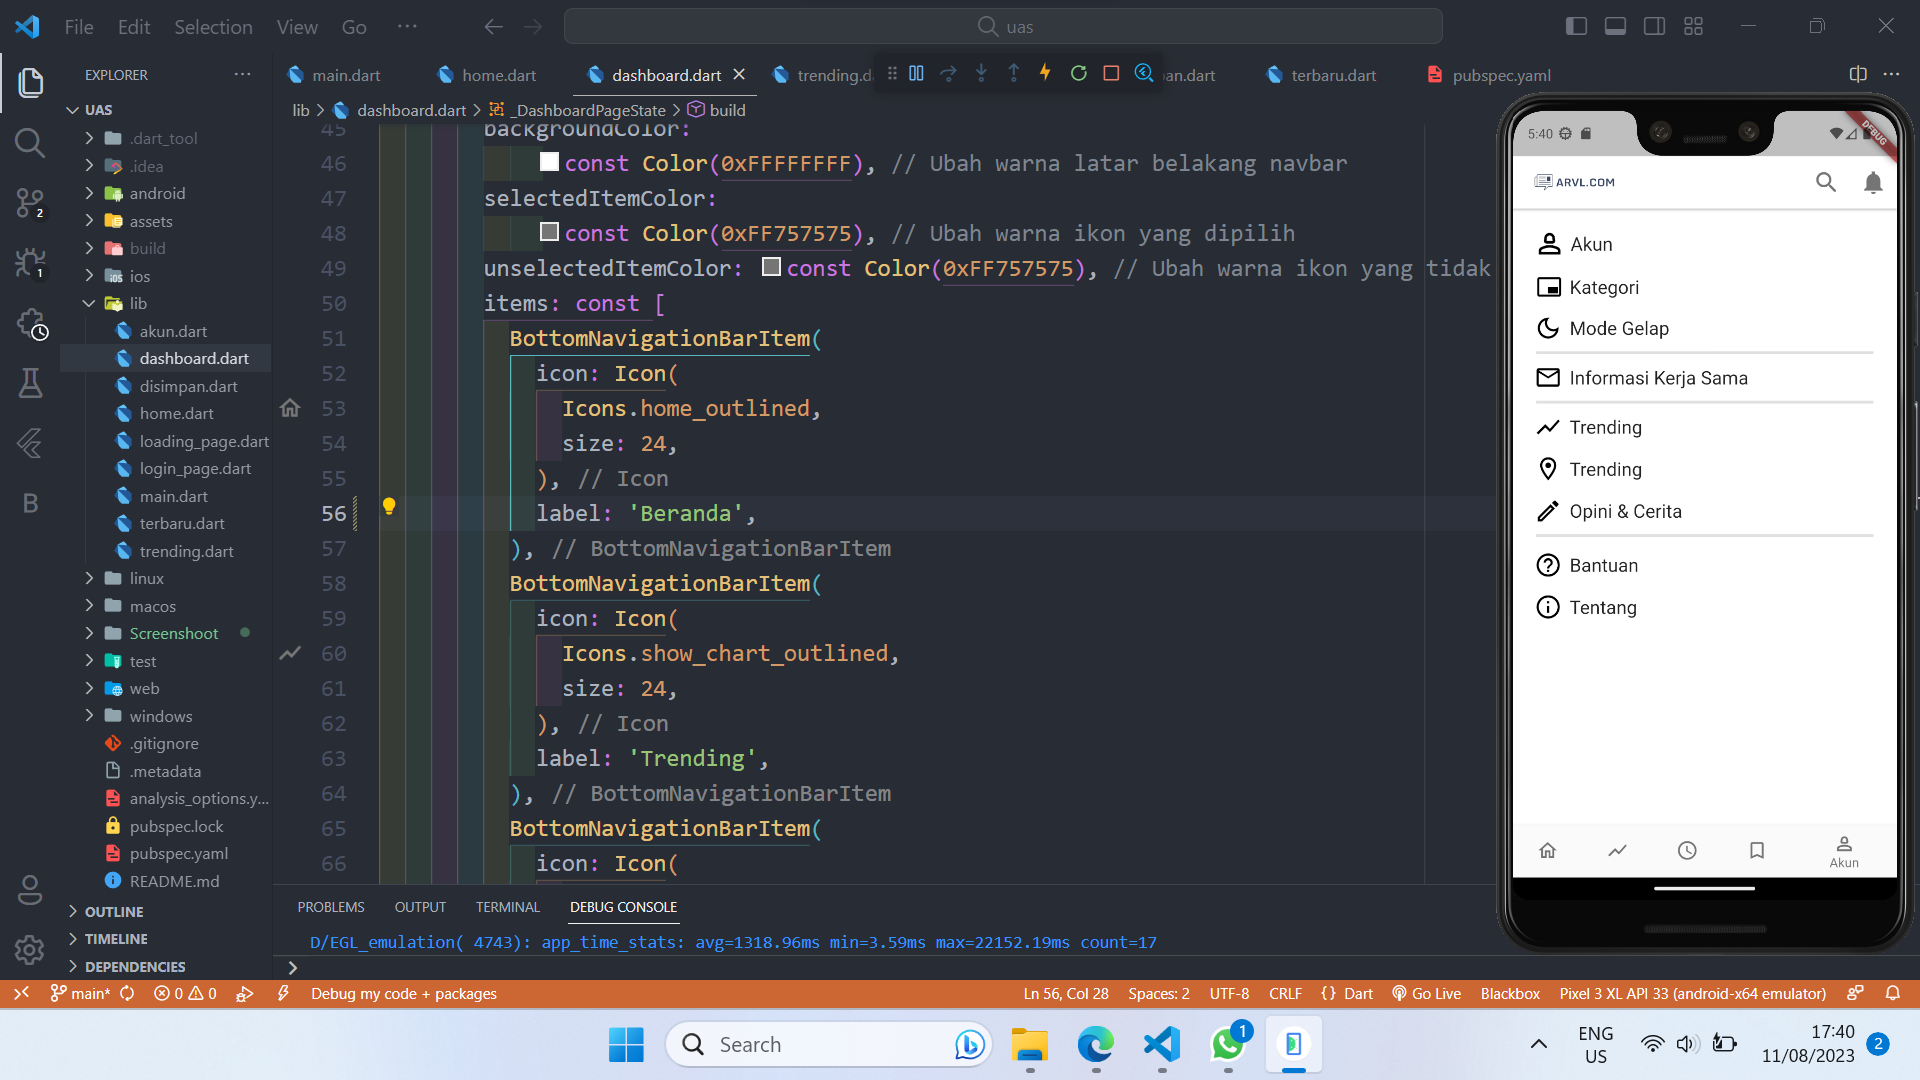 File Edit Selection View Go ···
uas
EXPLORER
main.dart
home.dart
dashboard.dart
trending.d
pan.dart
terbaru.dart
pubspec.yaml
lib > dashboard.dart > _DashboardPageState > build
UAS
.dart_tool
.idea
android
assets
build
ios
lib
akun.dart
dashboard.dart
disimpan.dart
home.dart
loading_page.dart
login_page.dart
main.dart
terbaru.dart
trending.dart
linux
macos
Screenshoot
test
web
windows
.gitignore
.metadata
analysis_options.y...
pubspec.lock
pubspec.yaml
README.md
OUTLINE
TIMELINE
DEPENDENCIES
2
1
45 backgroundColor:
46 const Color(0xFFFFFFFF), // Ubah warna latar belakang navbar
47 selectedItemColor:
48 const Color(0xFF757575), // Ubah warna ikon yang dipilih
49 unselectedItemColor: const Color(0xFF757575), // Ubah warna ikon yang tidak
50 items: const [
51 BottomNavigationBarItem(
52 icon: Icon(
53 Icons.home_outlined,
54 size: 24,
55 ), // Icon
56 label: 'Beranda',
57 ), // BottomNavigationBarItem
58 BottomNavigationBarItem(
59 icon: Icon(
60 Icons.show_chart_outlined,
61 size: 24,
62 ), // Icon
63 label: 'Trending',
64 ), // BottomNavigationBarItem
65 BottomNavigationBarItem(
66 icon: Icon(
PROBLEMS OUTPUT TERMINAL DEBUG CONSOLE
D/EGL_emulation( 4743): app_time_stats: avg=1318.96ms min=3.59ms max=22152.19ms count=17
>
5:40
DEBUG
ARVL.COM
Akun
Kategori
Mode Gelap
Informasi Kerja Sama
Trending
Trending
Opini & Cerita
Bantuan
Tentang
Akun
main* 0 0 Debug my code + packages
Ln 56, Col 28 Spaces: 2 UTF-8 CRLF {} Dart Go Live Blackbox Pixel 3 XL API 33 (android-x64 emulator)
Search
1
ENG
US
17:40
11/08/2023
2